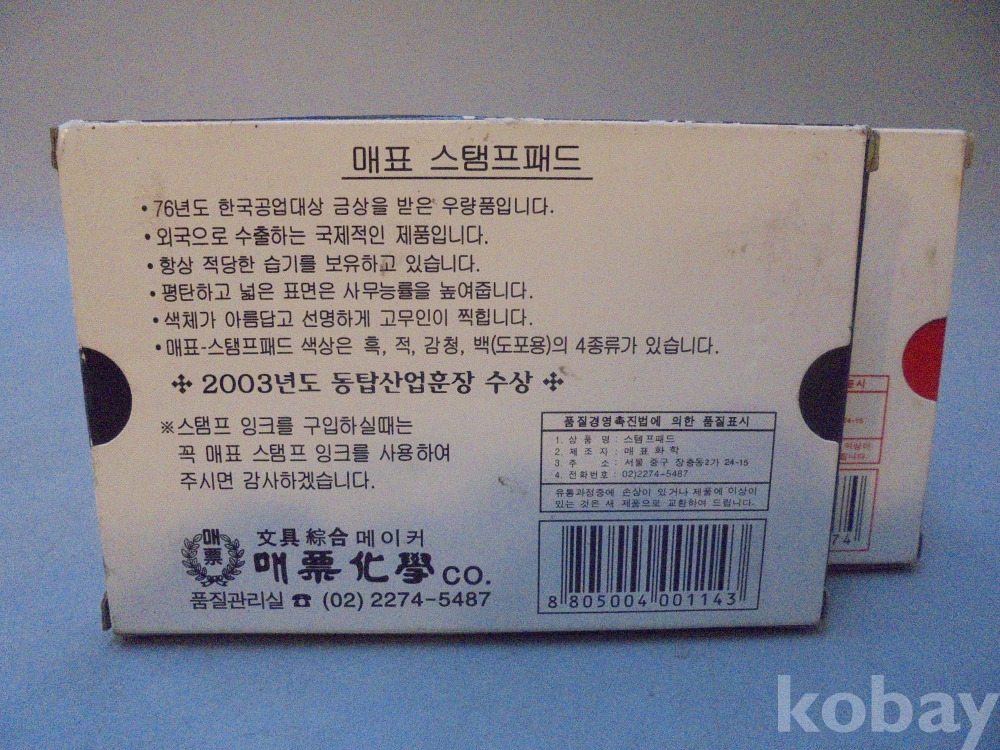 매표 스탬프패드
• 76년도 한국공업대상 금상을 받은 우량품입니다.
• 외국으로 수출하는 국제적인 제품입니다.
• 항상 적당한 습기를 보유하고 있습니다.
• 평탄하고 넓은 표면은 사무능률을 높여줍니다.
• 색체가 아름답고 선명하게 고무인이 찍힙니다.
• 매표-스탬프패드 색상은 흑, 적, 감청, 백(도포용)의 4종류가 있습니다.
✣ 2003년도 동탑산업훈장 수상 ✣
※스탬프 잉크를 구입하실때는
꼭 매표 스탬프 잉크를 사용하여
주시면 감사하겠습니다.
품질경영촉진법에 의한 품질표시
1. 상 품 명 : 스템프패드
2. 제 조 자 : 매표화학
3. 주 소 : 서울 중구 장충동2가 24-15
4. 전화번호 : 02)2274-5487
유통과정중에 손상이 있거나 제품에 이상이
있는 것은 새 제품으로 교환하여 드립니다.
매票
文具 綜合 메이커
매票化學 CO.
품질관리실 ☎ (02) 2274-5487
8 805004 001143
표시
24-15
이상이
립니다.
74
kobay